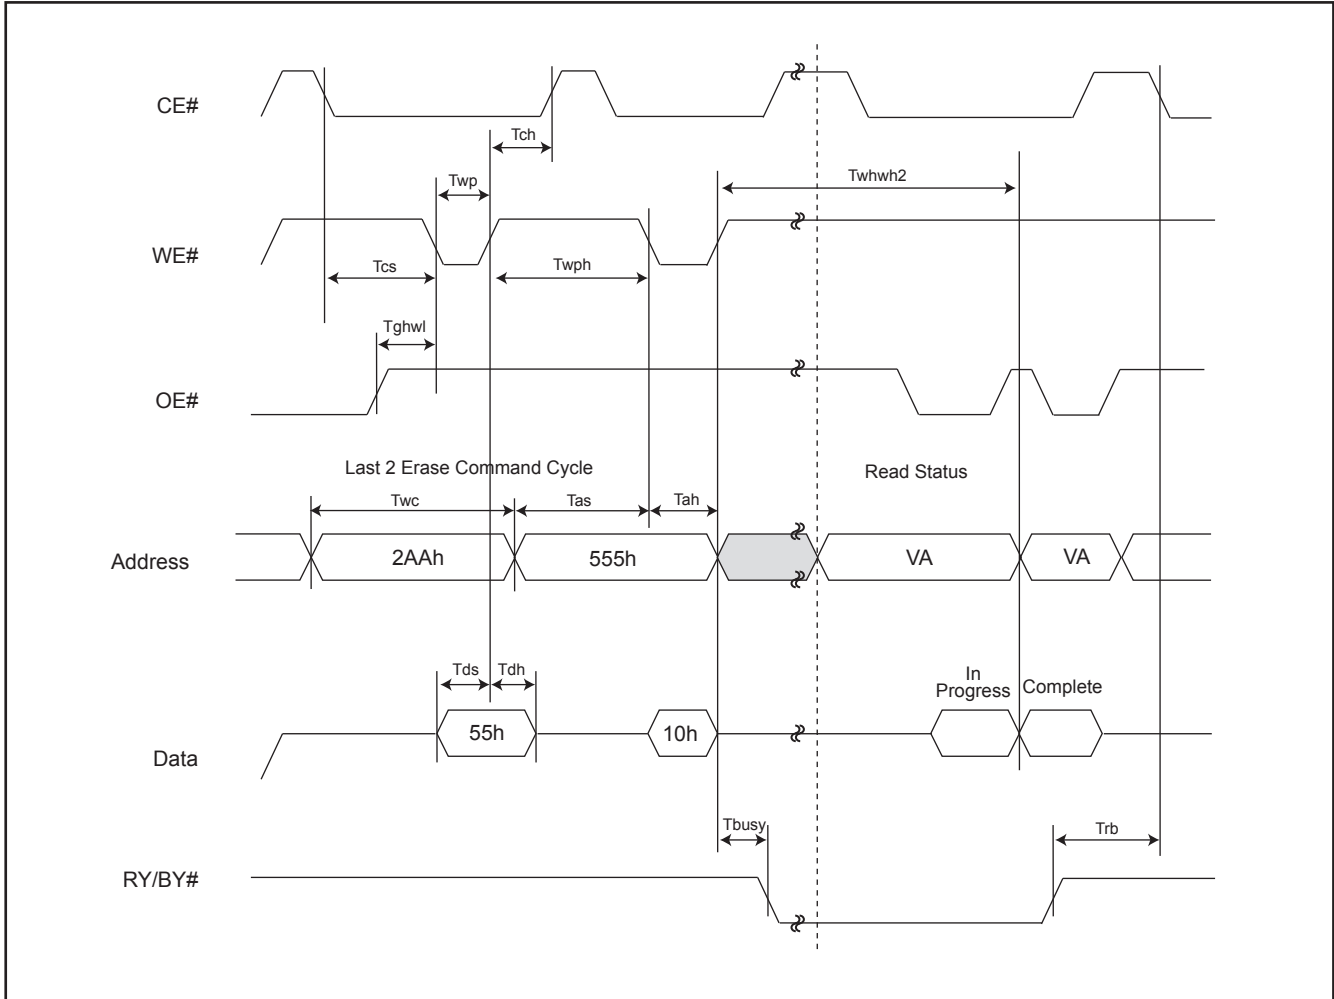 CE#
Tch
Twp
Twhwh2
WE#
Tcs
Twph
Tghwl
OE#
Last 2 Erase Command Cycle
Read Status
Twc
Tas
Tah
Address
2AAh
555h
VA
VA
Tds
Tdh
In
Progress
Complete
55h
10h
Data
Tbusy
Trb
RY/BY#